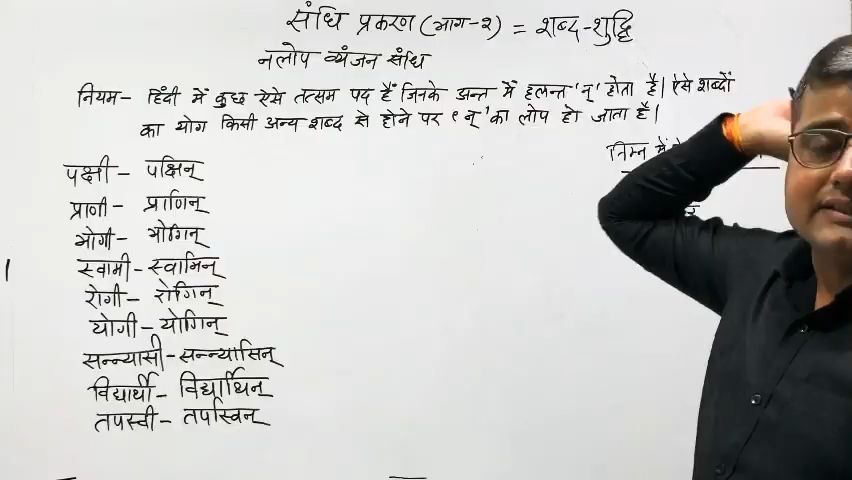 संधि प्रकरण (भाग-२) = शब्द-शुद्धि
नलोप व्यंजन संधि
नियम- हिंदी में कुछ ऐसे तत्सम पद हैं जिनके अन्त में हलन्त 'न्' होता है। ऐसे शब्दों
का योग किसी अन्य शब्द से होने पर 'न्' का लोप हो जाता है।
निम्न में
पक्षी - पक्षिन्
प्राणी - प्राणिन्
भोगी - भोगिन्
स्वामी - स्वामिन्
रोगी - रोगिन्
योगी - योगिन्
सन्न्यासी - सन्न्यासिन्
विद्यार्थी - विद्यार्थिन्
तपस्वी - तपस्विन्